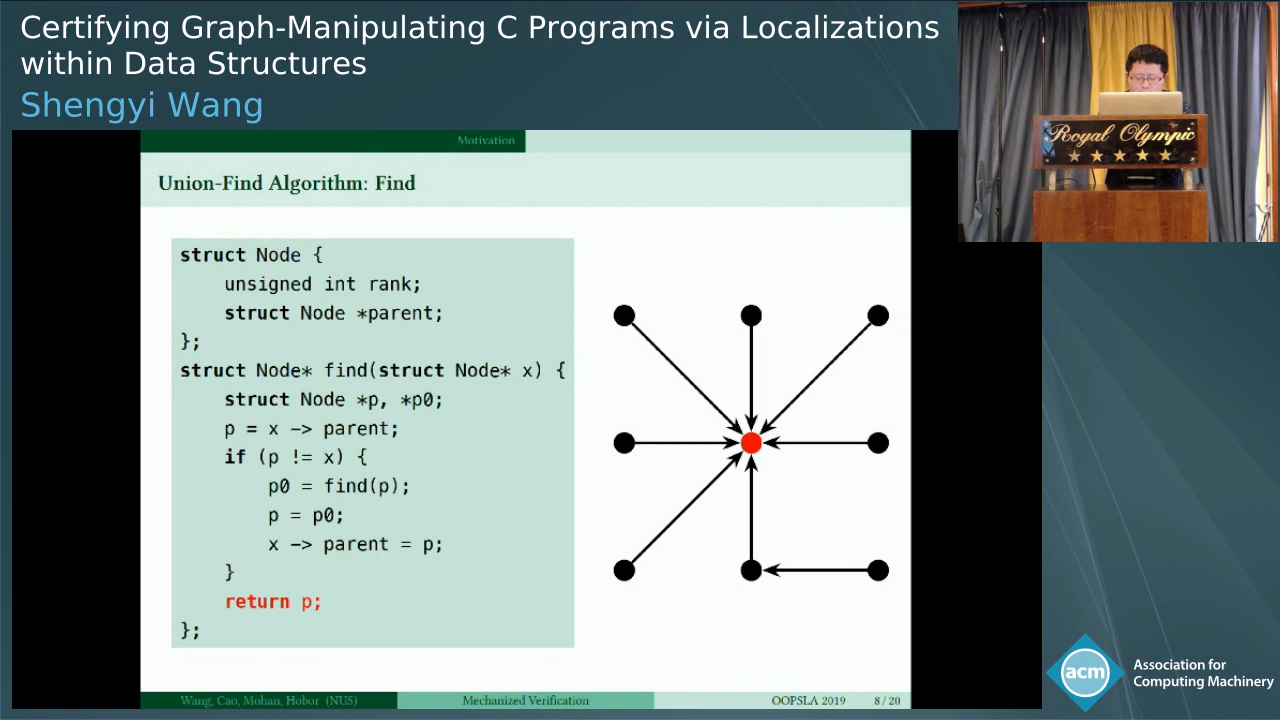 Certifying Graph-Manipulating C Programs via Localizations
within Data Structures
Shengyi Wang
Royal Olympic
Motivation
Union-Find Algorithm: Find
struct Node {
unsigned int rank;
struct Node *parent;
};
struct Node* find(struct Node* x) {
struct Node *p, *p0;
p = x -> parent;
if (p != x) {
p0 = find(p);
p = p0;
x -> parent = p;
}
return p;
};
Wang, Cao, Mohan, Hobor (NUS)
Mechanized Verification
OOPSLA 2019
8 / 20
acm
Association for
Computing Machinery